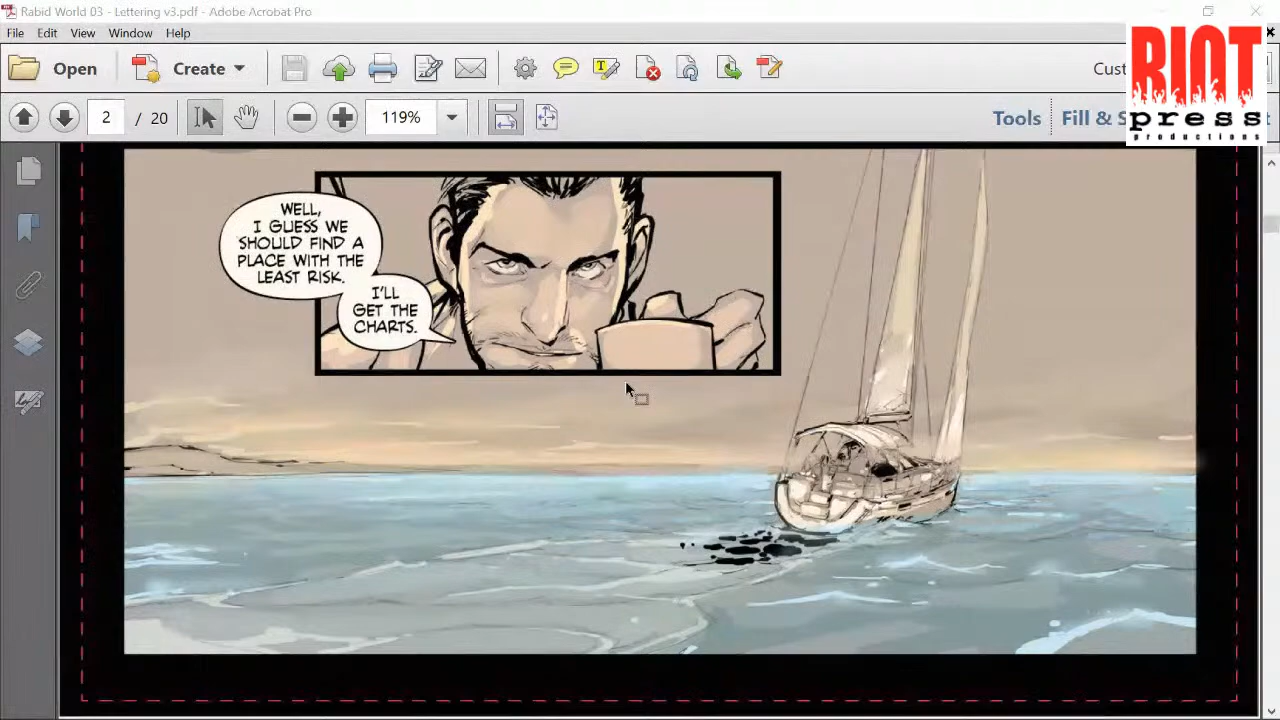 Rabid World 03 - Lettering v3.pdf - Adobe Acrobat Pro
File Edit View Window Help
Open Create
2 / 20 119% Tools Fill & S
RIOT
press
productions
WELL,
I GUESS WE
SHOULD FIND A
PLACE WITH THE
LEAST RISK.
I'LL
GET THE
CHARTS.